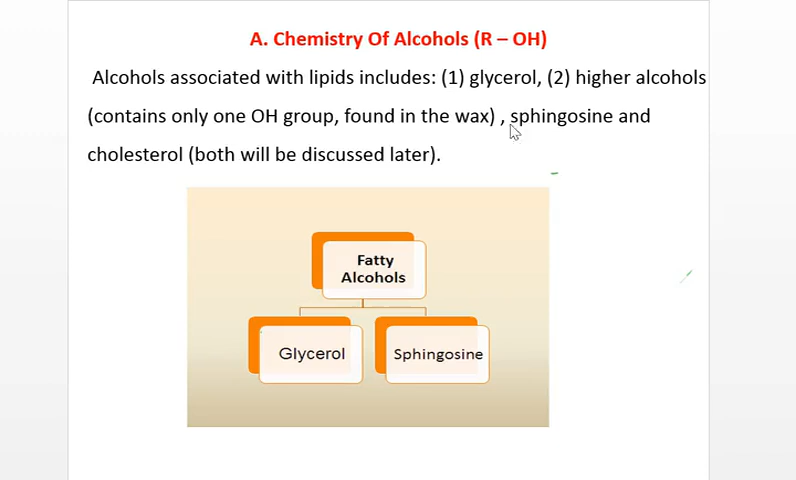 A. Chemistry Of Alcohols (R – OH)
Alcohols associated with lipids includes: (1) glycerol, (2) higher alcohols
(contains only one OH group, found in the wax) , sphingosine and
cholesterol (both will be discussed later).
Fatty
Alcohols
Glycerol
Sphingosine